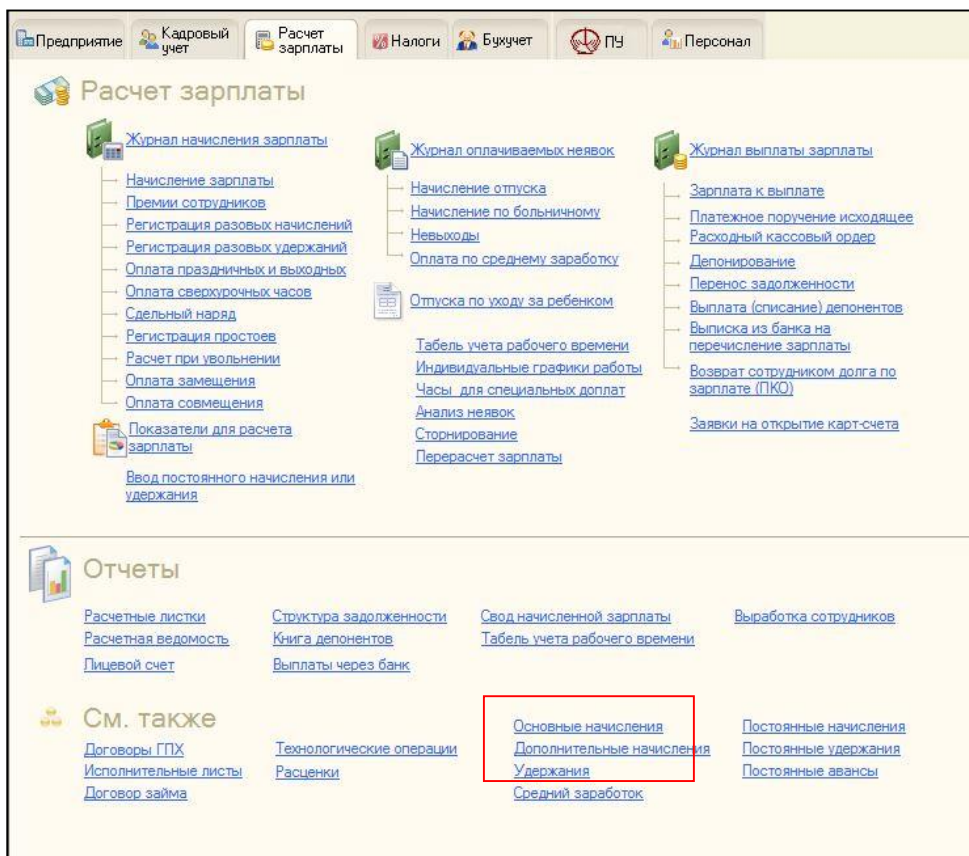 Предприятие
Кадровый
учет
Расчет
зарплаты
Налоги
Бухучет
ПУ
Персонал
Расчет зарплаты
Журнал начисления зарплаты
Начисление зарплаты
Премии сотрудников
Регистрация разовых начислений
Регистрация разовых удержаний
Оплата праздничных и выходных
Оплата сверхурочных часов
Сдельный наряд
Регистрация простоев
Расчет при увольнении
Оплата замещения
Оплата совмещения
Показатели для расчета
зарплаты
Ввод постоянного начисления или
удержания
Журнал оплачиваемых неявок
Начисление отпуска
Начисление по больничному
Невыходы
Оплата по среднему заработку
Отпуска по уходу за ребенком
Табель учета рабочего времени
Индивидуальные графики работы
Часы для специальных доплат
Анализ неявок
Сторнирование
Перерасчет зарплаты
Журнал выплаты зарплаты
Зарплата к выплате
Платежное поручение исходящее
Расходный кассовый ордер
Депонирование
Перенос задолженности
Выплата (списание) депонентов
Выписка из банка на
перечисление зарплаты
Возврат сотрудником долга по
зарплате (ПКО)
Заявки на открытие карт-счета
Отчеты
Расчетные листки
Расчетная ведомость
Лицевой счет
Структура задолженности
Книга депонентов
Выплаты через банк
Свод начисленной зарплаты
Табель учета рабочего времени
Выработка сотрудников
См. также
Договоры ГПХ
Исполнительные листы
Договор займа
Технологические операции
Расценки
Основные начисления
Дополнительные начисления
Удержания
Средний заработок
Постоянные начисления
Постоянные удержания
Постоянные авансы